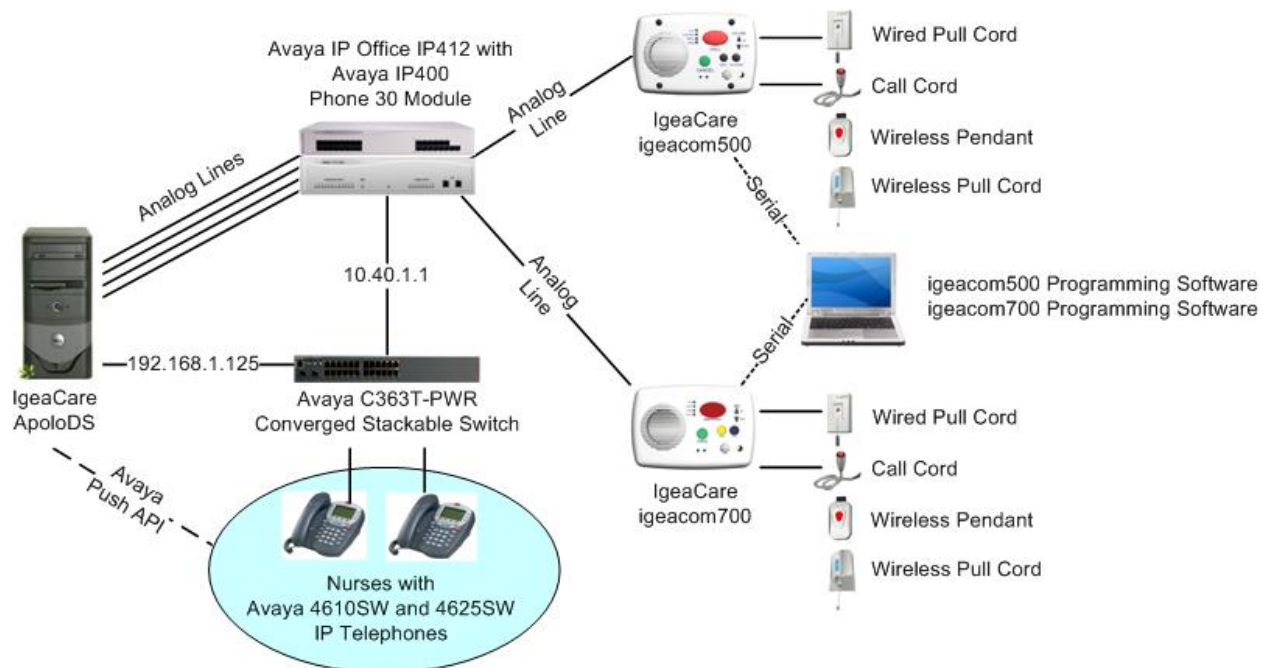 Avaya IP Office IP412 with
Avaya IP400
Phone 30 Module
Analog Lines
Analog
Line
IgeaCare
igeacom500
Wired Pull Cord
Call Cord
Wireless Pendant
Wireless Pull Cord
Serial
10.40.1.1
Analog
Line
igeacom500 Programming Software
igeacom700 Programming Software
Serial
192.168.1.125
IgeaCare
ApoloDS
Avaya C363T-PWR
Converged Stackable Switch
IgeaCare
igeacom700
Wired Pull Cord
Call Cord
Wireless Pendant
Wireless Pull Cord
Avaya
Push API
Nurses with
Avaya 4610SW and 4625SW
IP Telephones